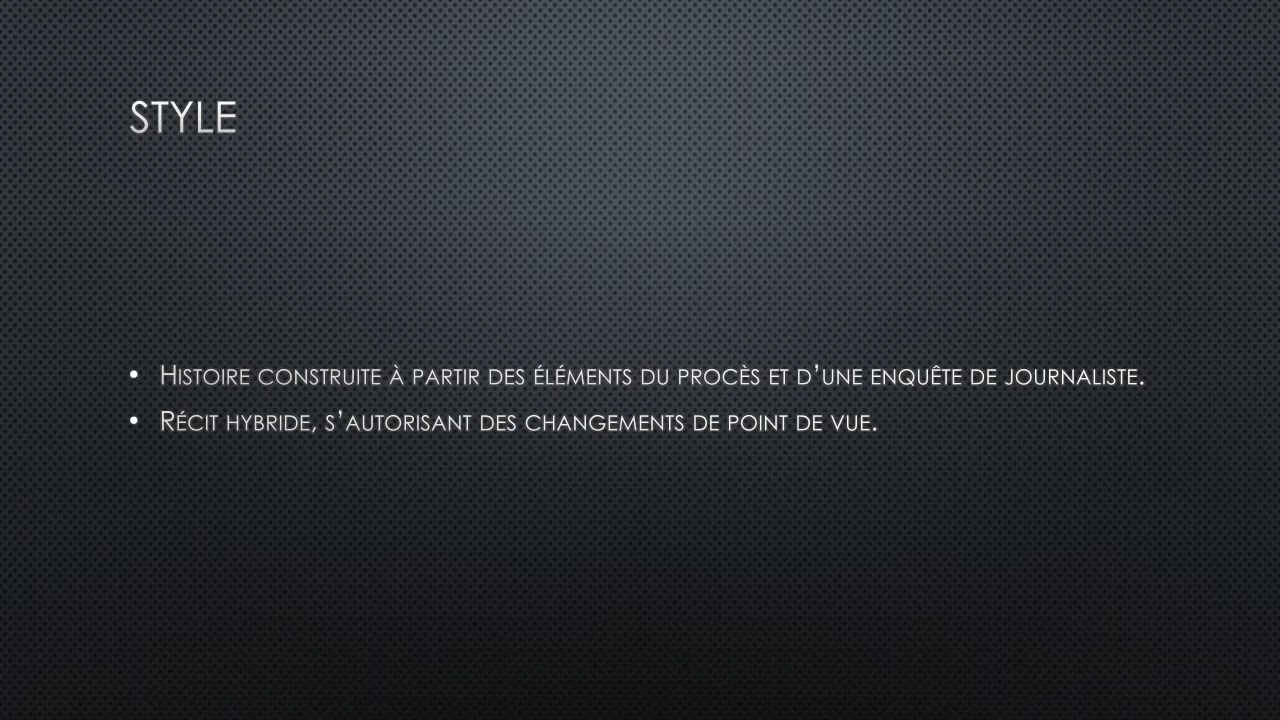 STYLE
• Histoire construite à partir des éléments du procès et d’une enquête de journaliste.
• Récit hybride, s’autorisant des changements de point de vue.